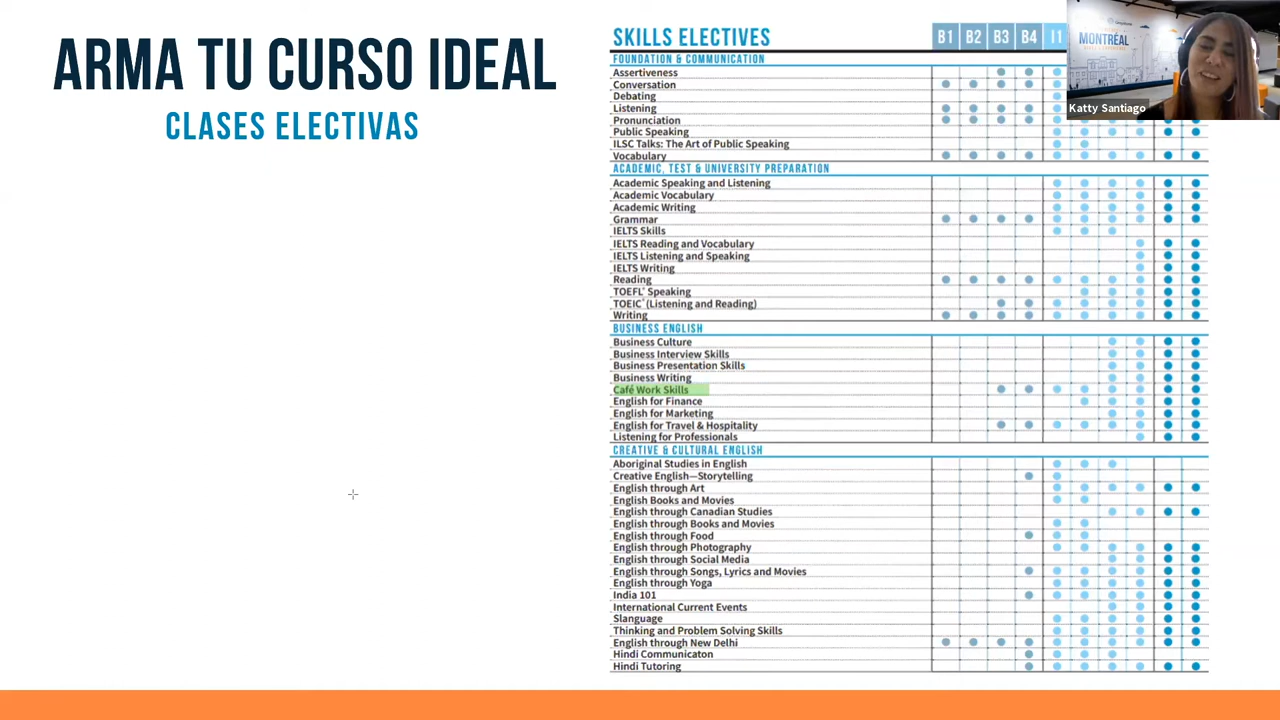 ARMA TU CURSO IDEAL
CLASES ELECTIVAS
SKILLS ELECTIVES B1 B2 B3 B4 I1
FOUNDATION & COMMUNICATION
Assertiveness
Conversation
Debating
Listening
Pronunciation
Public Speaking
ILSC Talks: The Art of Public Speaking
Vocabulary
ACADEMIC, TEST & UNIVERSITY PREPARATION
Academic Speaking and Listening
Academic Vocabulary
Academic Writing
Grammar
IELTS Skills
IELTS Reading and Vocabulary
IELTS Listening and Speaking
IELTS Writing
Reading
TOEFL® Speaking
TOEIC® (Listening and Reading)
Writing
BUSINESS ENGLISH
Business Culture
Business Interview Skills
Business Presentation Skills
Business Writing
Café Work Skills
English for Finance
English for Marketing
English for Travel & Hospitality
Listening for Professionals
CREATIVE & CULTURAL ENGLISH
Aboriginal Studies in English
Creative English—Storytelling
English through Art
English Books and Movies
English through Canadian Studies
English through Books and Movies
English through Food
English through Photography
English through Social Media
English through Songs, Lyrics and Movies
English through Yoga
India 101
International Current Events
Slanguage
Thinking and Problem Solving Skills
English through New Delhi
Hindi Communicaton
Hindi Tutoring
MONTRÉAL
Katty Santiago